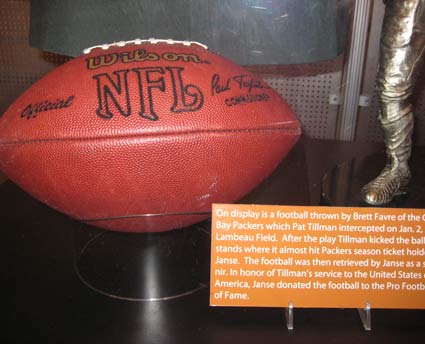 Wilson
NFL
Official
Paul
COMMISSIONER
On display is a football thrown by Brett Favre of the
Bay Packers which Pat Tillman intercepted on Jan. 2,
Lambeau Field. After the play Tillman kicked the ball
stands where it almost hit Packers season ticket
Janse. The football was then retrieved by Janse as a
nir. In honor of Tillman's service to the United States
America, Janse donated the football to the Pro
of Fame.